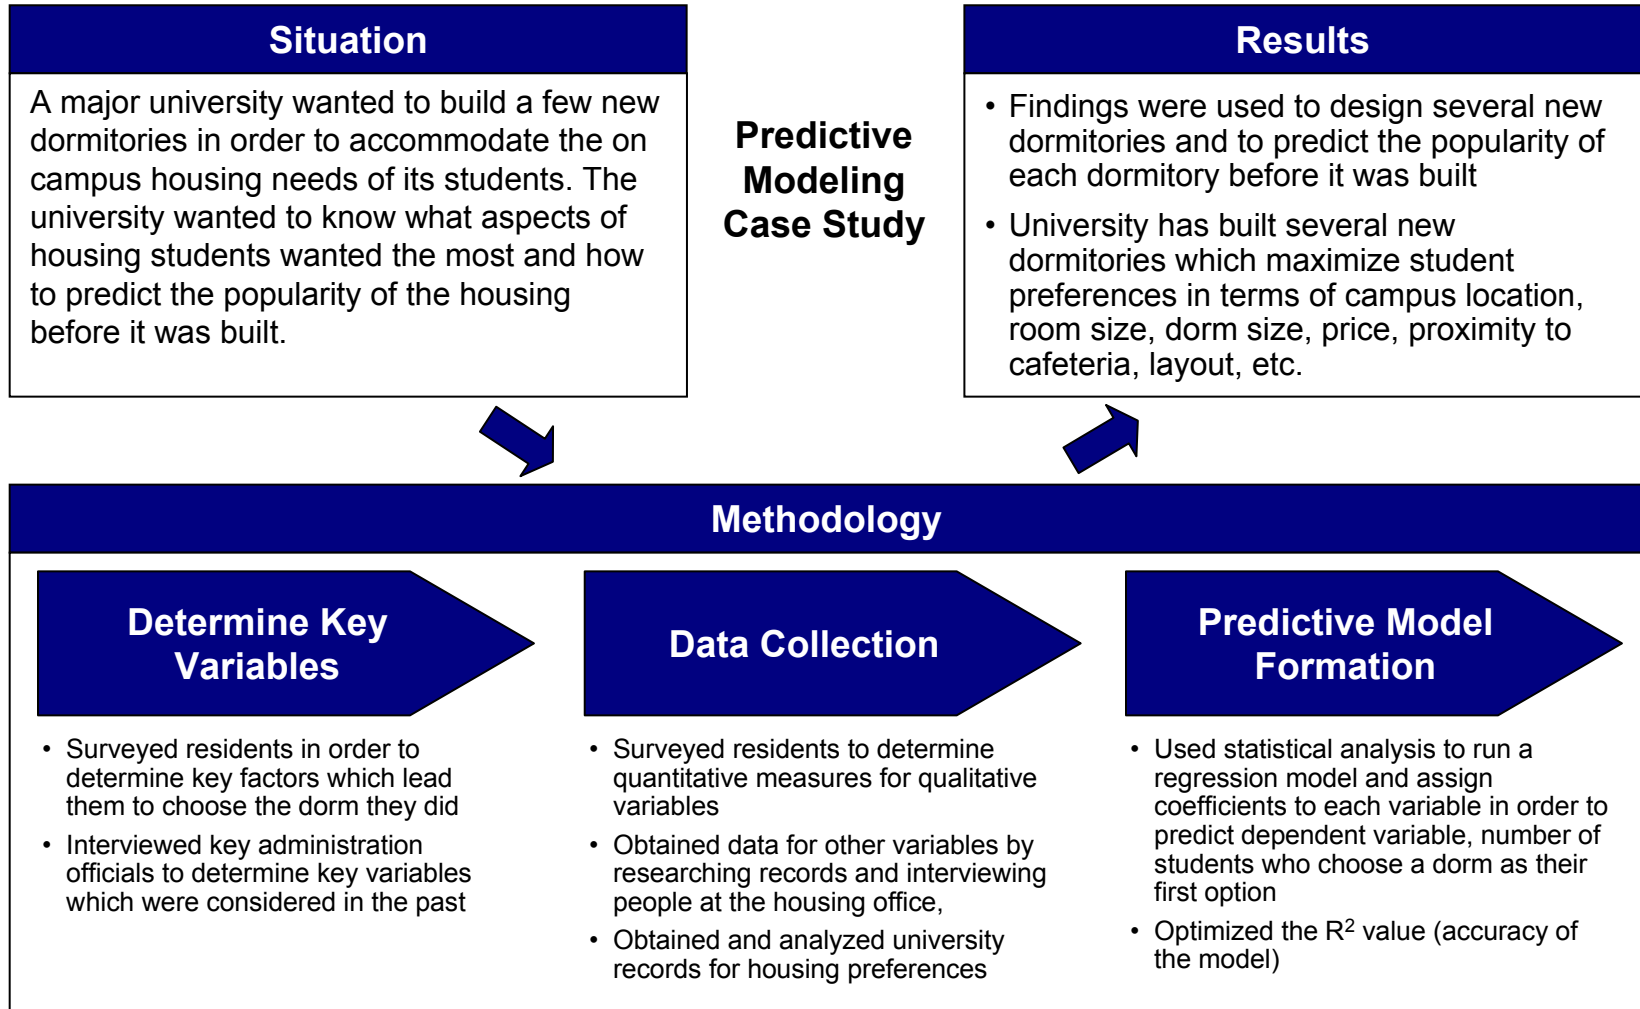 Situation
A major university wanted to build a few new
dormitories in order to accommodate the on
campus housing needs of its students. The
university wanted to know what aspects of
housing students wanted the most and how
to predict the popularity of the housing
before it was built.
Predictive
Modeling
Case Study
Results
• Findings were used to design several new
dormitories and to predict the popularity of
each dormitory before it was built
• University has built several new
dormitories which maximize student
preferences in terms of campus location,
room size, dorm size, price, proximity to
cafeteria, layout, etc.
Methodology
Determine Key
Variables
• Surveyed residents in order to
determine key factors which lead
them to choose the dorm they did
• Interviewed key administration
officials to determine key variables
which were considered in the past
Data Collection
• Surveyed residents to determine
quantitative measures for qualitative
variables
• Obtained data for other variables by
researching records and interviewing
people at the housing office,
• Obtained and analyzed university
records for housing preferences
Predictive Model
Formation
• Used statistical analysis to run a
regression model and assign
coefficients to each variable in order to
predict dependent variable, number of
students who choose a dorm as their
first option
• Optimized the R² value (accuracy of
the model)